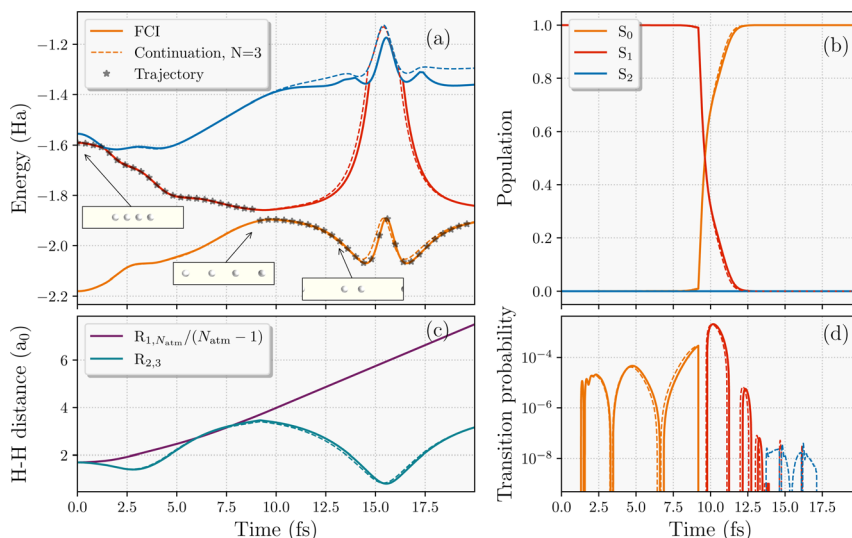 FCI
Continuation, N=3
Trajectory
(a)
−1.2
−1.4
−1.6
−1.8
−2.0
−2.2
Energy (Ha)
S₀
S₁
S₂
(b)
1.0
0.8
0.6
0.4
0.2
0.0
Population
R₁,Nₐₜₘ/(Nₐₜₘ − 1)
R₂,₃
(c)
6
4
2
H-H distance (a₀)
0.0 2.5 5.0 7.5 10.0 12.5 15.0 17.5
Time (fs)
(d)
10⁻⁴
10⁻⁶
10⁻⁸
Transition probability
0.0 2.5 5.0 7.5 10.0 12.5 15.0 17.5
Time (fs)